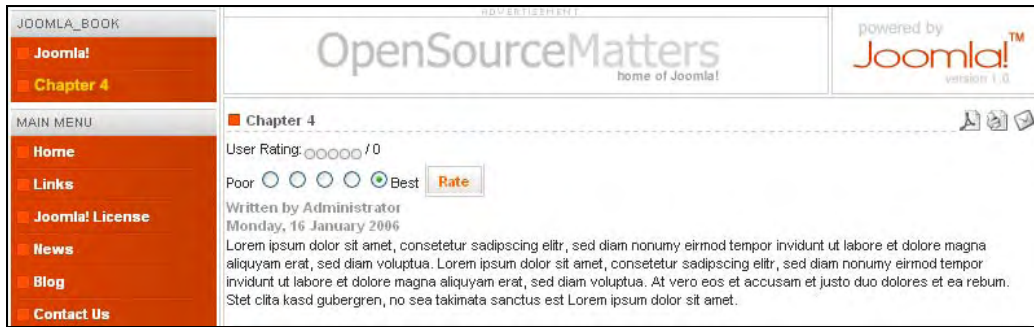 JOOMLA_BOOK
Joomla!
Chapter 4
MAIN MENU
Home
Links
Joomla! License
News
Blog
Contact Us
ADVERTISEMENT
OpenSourceMatters
home of Joomla!
powered by
Joomla!™
version 1.0
Chapter 4
User Rating: / 0
Poor Best Rate
Written by Administrator
Monday, 16 January 2006
Lorem ipsum dolor sit amet, consetetur sadipscing elitr, sed diam nonumy eirmod tempor invidunt ut labore et dolore magna
aliquyam erat, sed diam voluptua. Lorem ipsum dolor sit amet, consetetur sadipscing elitr, sed diam nonumy eirmod tempor
invidunt ut labore et dolore magna aliquyam erat, sed diam voluptua. At vero eos et accusam et justo duo dolores et ea rebum.
Stet clita kasd gubergren, no sea takimata sanctus est Lorem ipsum dolor sit amet.